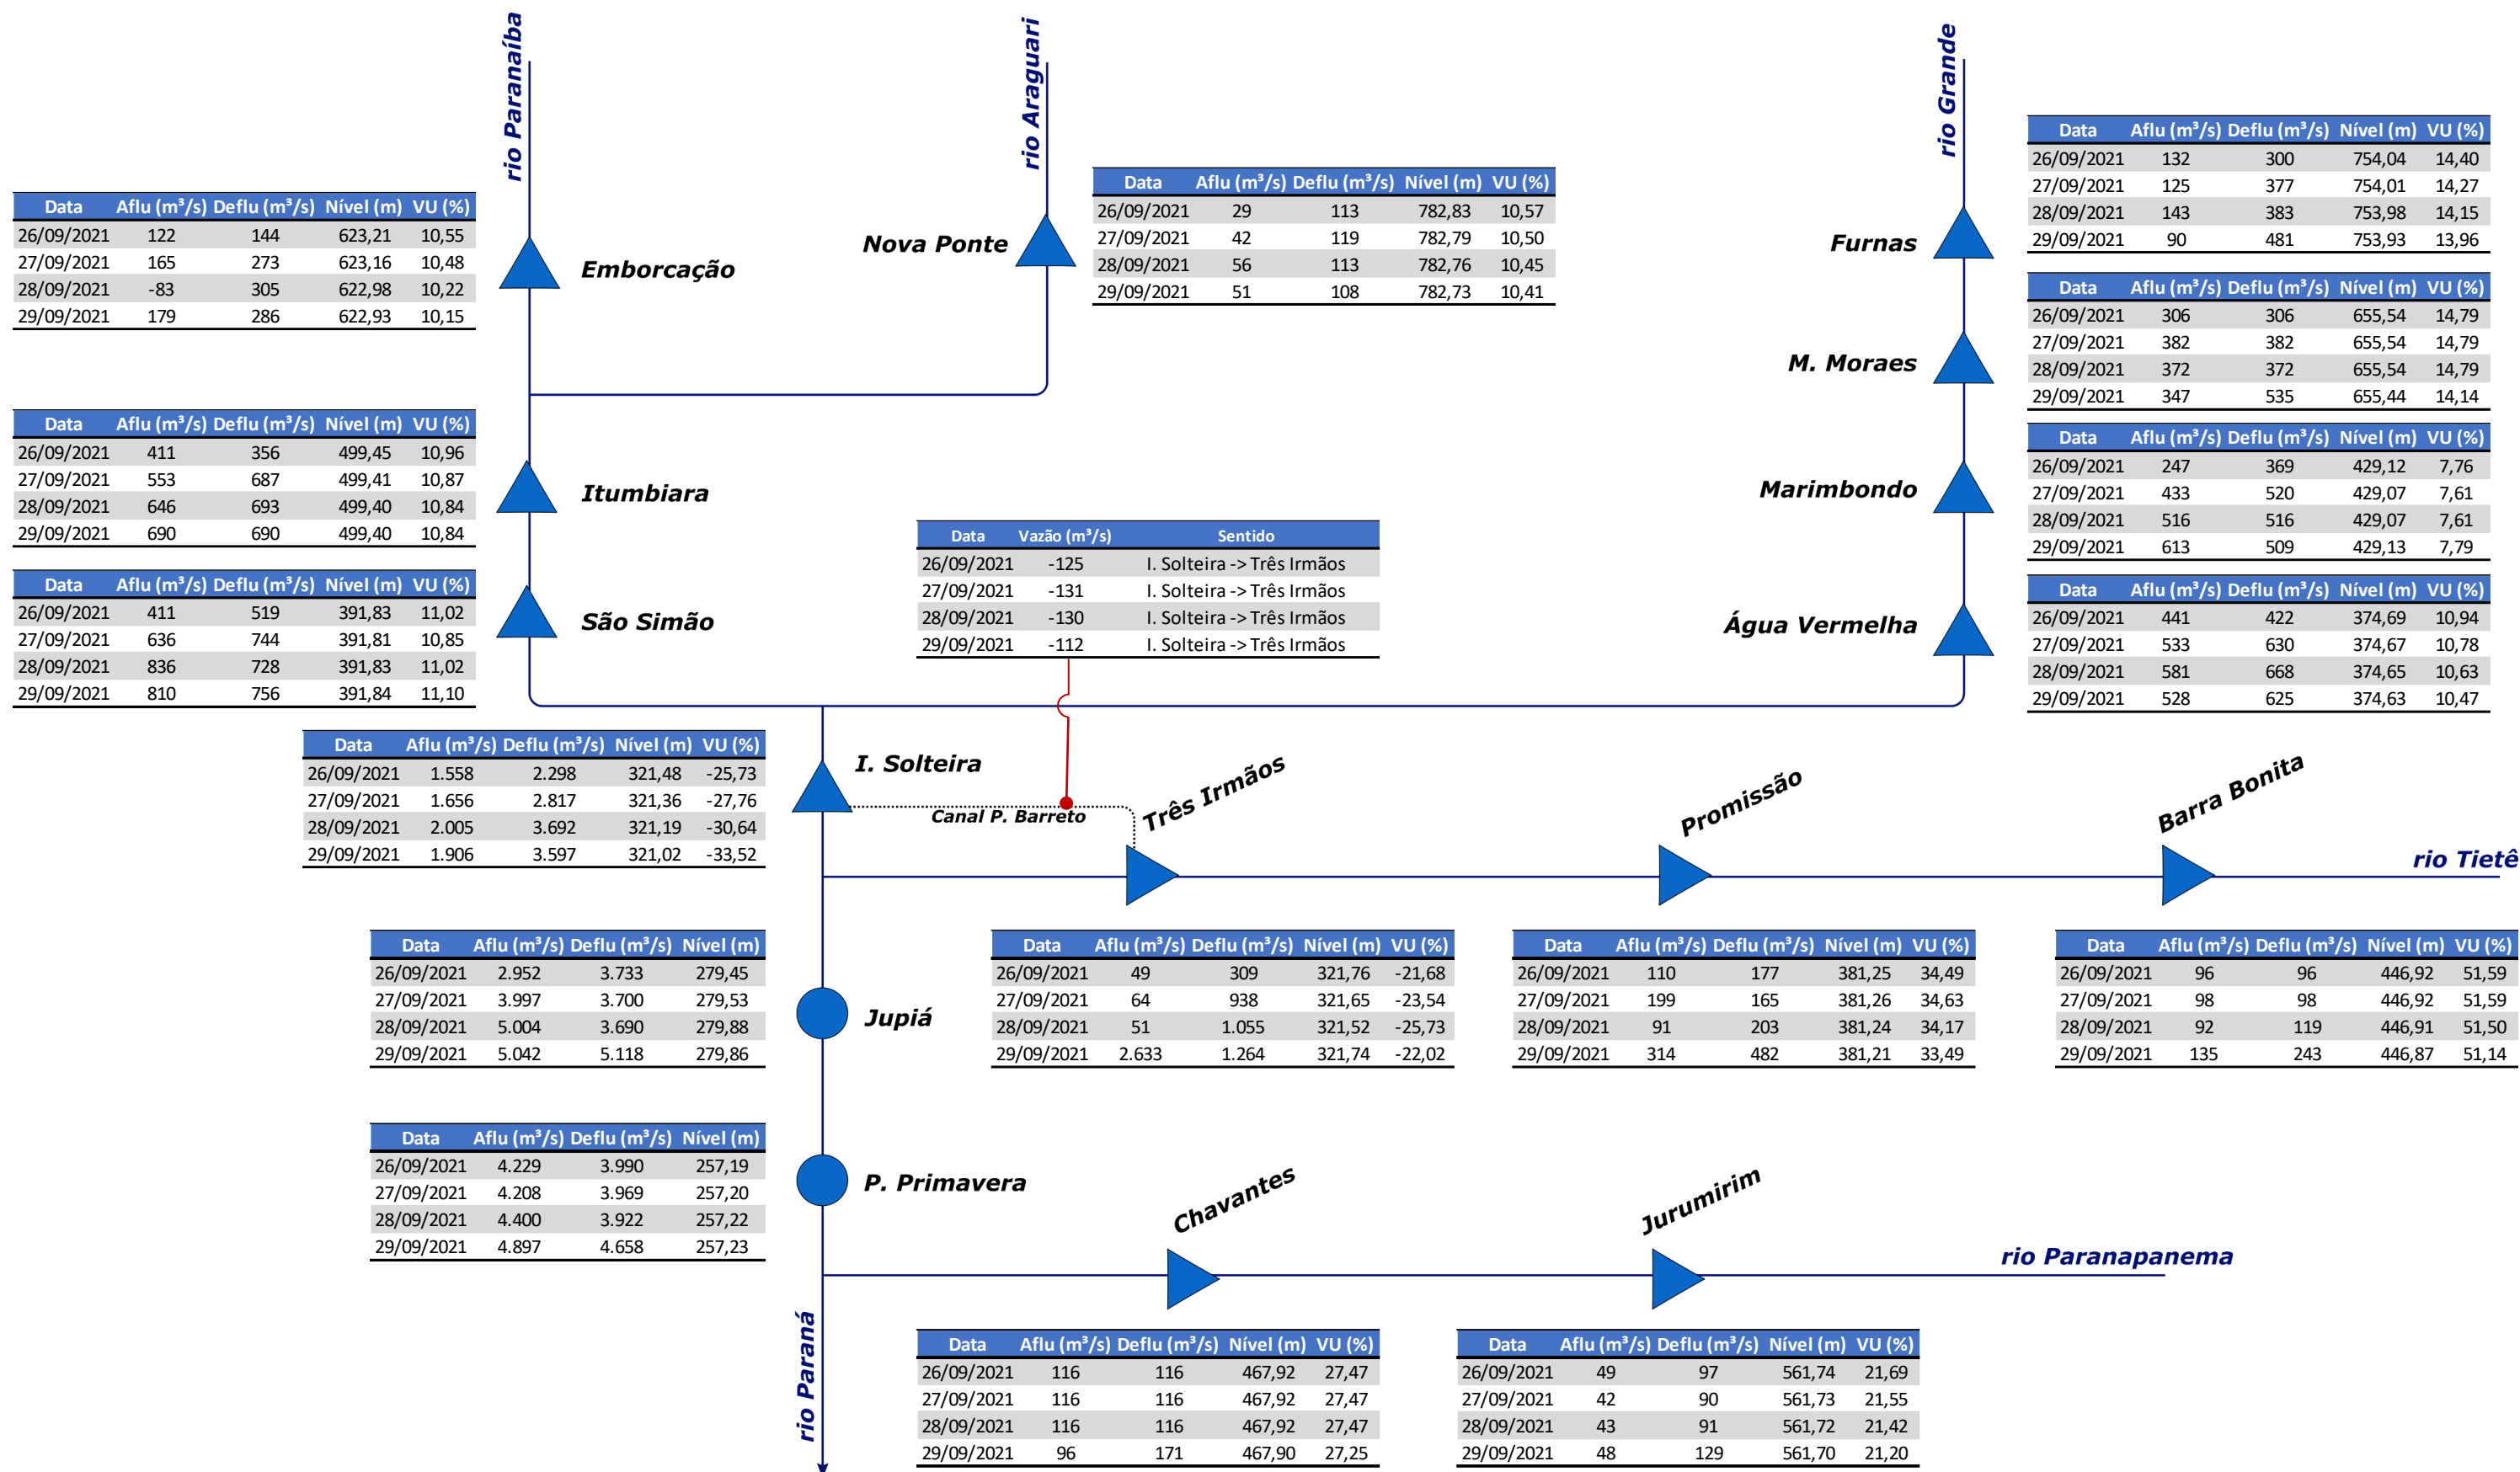 rio Paranaíba
rio Araguari
rio Grande
Data Aflu (m³/s) Deflu (m³/s) Nível (m) VU (%)
26/09/2021 122 144 623,21 10,55
27/09/2021 165 273 623,16 10,48
28/09/2021 -83 305 622,98 10,22
29/09/2021 179 286 622,93 10,15
Emborcação
Nova Ponte
Data Aflu (m³/s) Deflu (m³/s) Nível (m) VU (%)
26/09/2021 29 113 782,83 10,57
27/09/2021 42 119 782,79 10,50
28/09/2021 56 113 782,76 10,45
29/09/2021 51 108 782,73 10,41
Furnas
Data Aflu (m³/s) Deflu (m³/s) Nível (m) VU (%)
26/09/2021 132 300 754,04 14,40
27/09/2021 125 377 754,01 14,27
28/09/2021 143 383 753,98 14,15
29/09/2021 90 481 753,93 13,96
M. Moraes
Data Aflu (m³/s) Deflu (m³/s) Nível (m) VU (%)
26/09/2021 306 306 655,54 14,79
27/09/2021 382 382 655,54 14,79
28/09/2021 372 372 655,54 14,79
29/09/2021 347 535 655,44 14,14
Data Aflu (m³/s) Deflu (m³/s) Nível (m) VU (%)
26/09/2021 411 356 499,45 10,96
27/09/2021 553 687 499,41 10,87
28/09/2021 646 693 499,40 10,84
29/09/2021 690 690 499,40 10,84
Itumbiara
Marimbondo
Data Aflu (m³/s) Deflu (m³/s) Nível (m) VU (%)
26/09/2021 247 369 429,12 7,76
27/09/2021 433 520 429,07 7,61
28/09/2021 516 516 429,07 7,61
29/09/2021 613 509 429,13 7,79
Data Aflu (m³/s) Deflu (m³/s) Nível (m) VU (%)
26/09/2021 411 519 391,83 11,02
27/09/2021 636 744 391,81 10,85
28/09/2021 836 728 391,83 11,02
29/09/2021 810 756 391,84 11,10
São Simão
Data Vazão (m³/s) Sentido
26/09/2021 -125 I. Solteira -> Três Irmãos
27/09/2021 -131 I. Solteira -> Três Irmãos
28/09/2021 -130 I. Solteira -> Três Irmãos
29/09/2021 -112 I. Solteira -> Três Irmãos
Água Vermelha
Data Aflu (m³/s) Deflu (m³/s) Nível (m) VU (%)
26/09/2021 441 422 374,69 10,94
27/09/2021 533 630 374,67 10,78
28/09/2021 581 668 374,65 10,63
29/09/2021 528 625 374,63 10,47
Data Aflu (m³/s) Deflu (m³/s) Nível (m) VU (%)
26/09/2021 1.558 2.298 321,48 -25,73
27/09/2021 1.656 2.817 321,36 -27,76
28/09/2021 2.005 3.692 321,19 -30,64
29/09/2021 1.906 3.597 321,02 -33,52
I. Solteira
Canal P. Barreto
Três Irmãos
Promissão
Barra Bonita
rio Tietê
Data Aflu (m³/s) Deflu (m³/s) Nível (m)
26/09/2021 2.952 3.733 279,45
27/09/2021 3.997 3.700 279,53
28/09/2021 5.004 3.690 279,88
29/09/2021 5.042 5.118 279,86
Jupiá
Data Aflu (m³/s) Deflu (m³/s) Nível (m) VU (%)
26/09/2021 49 309 321,76 -21,68
27/09/2021 64 938 321,65 -23,54
28/09/2021 51 1.055 321,52 -25,73
29/09/2021 2.633 1.264 321,74 -22,02
Data Aflu (m³/s) Deflu (m³/s) Nível (m) VU (%)
26/09/2021 110 177 381,25 34,49
27/09/2021 199 165 381,26 34,63
28/09/2021 91 203 381,24 34,17
29/09/2021 314 482 381,21 33,49
Data Aflu (m³/s) Deflu (m³/s) Nível (m) VU (%)
26/09/2021 96 96 446,92 51,59
27/09/2021 98 98 446,92 51,59
28/09/2021 92 119 446,91 51,50
29/09/2021 135 243 446,87 51,14
Data Aflu (m³/s) Deflu (m³/s) Nível (m)
26/09/2021 4.229 3.990 257,19
27/09/2021 4.208 3.969 257,20
28/09/2021 4.400 3.922 257,22
29/09/2021 4.897 4.658 257,23
P. Primavera
Chavantes
Jurumirim
rio Paranapanema
rio Paraná
Data Aflu (m³/s) Deflu (m³/s) Nível (m) VU (%)
26/09/2021 116 116 467,92 27,47
27/09/2021 116 116 467,92 27,47
28/09/2021 116 116 467,92 27,47
29/09/2021 96 171 467,90 27,25
Data Aflu (m³/s) Deflu (m³/s) Nível (m) VU (%)
26/09/2021 49 97 561,74 21,69
27/09/2021 42 90 561,73 21,55
28/09/2021 43 91 561,72 21,42
29/09/2021 48 129 561,70 21,20